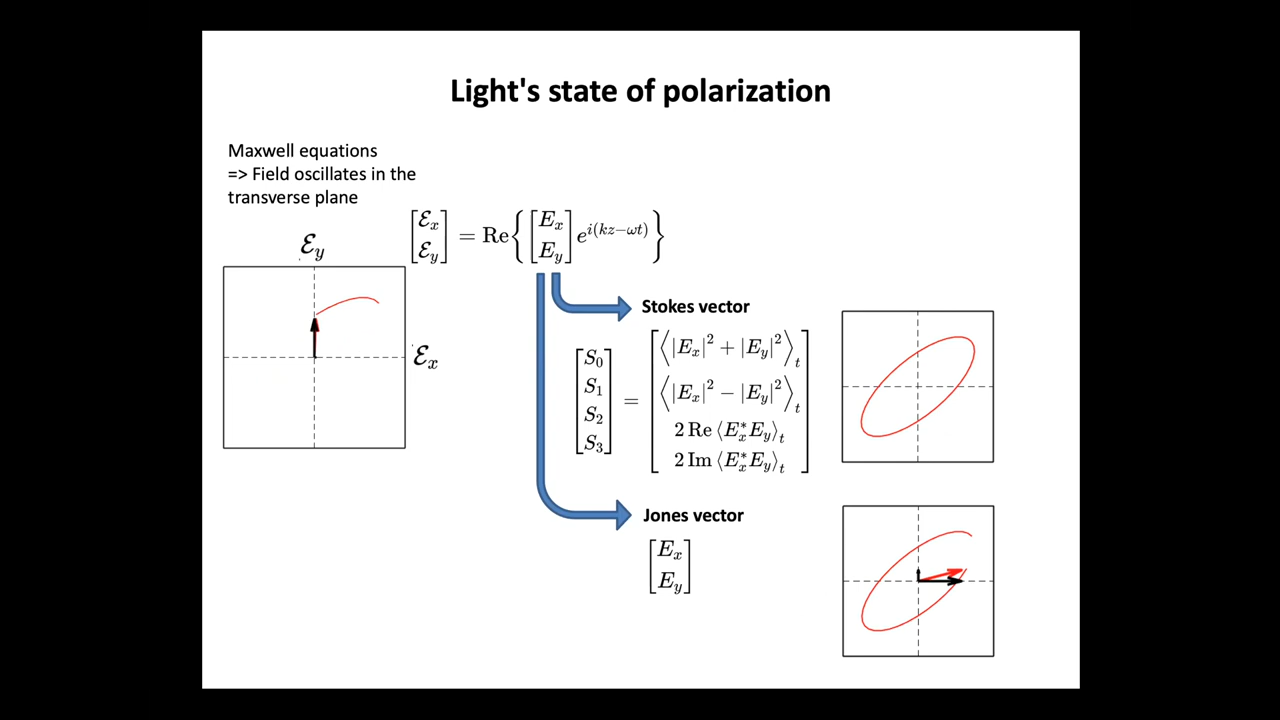 Light's state of polarization
Maxwell equations
=> Field oscillates in the
transverse plane
[ℰx ℰy] = Re{[Ex Ey] e^{i(kz−ωt)}}
ℰy
ℰx
Stokes vector
[S0 S1 S2 S3] = [⟨|Ex|² + |Ey|²⟩t
⟨|Ex|² − |Ey|²⟩t
2 Re ⟨Ex*Ey⟩t
2 Im ⟨Ex*Ey⟩t]
Jones vector
[Ex
Ey]